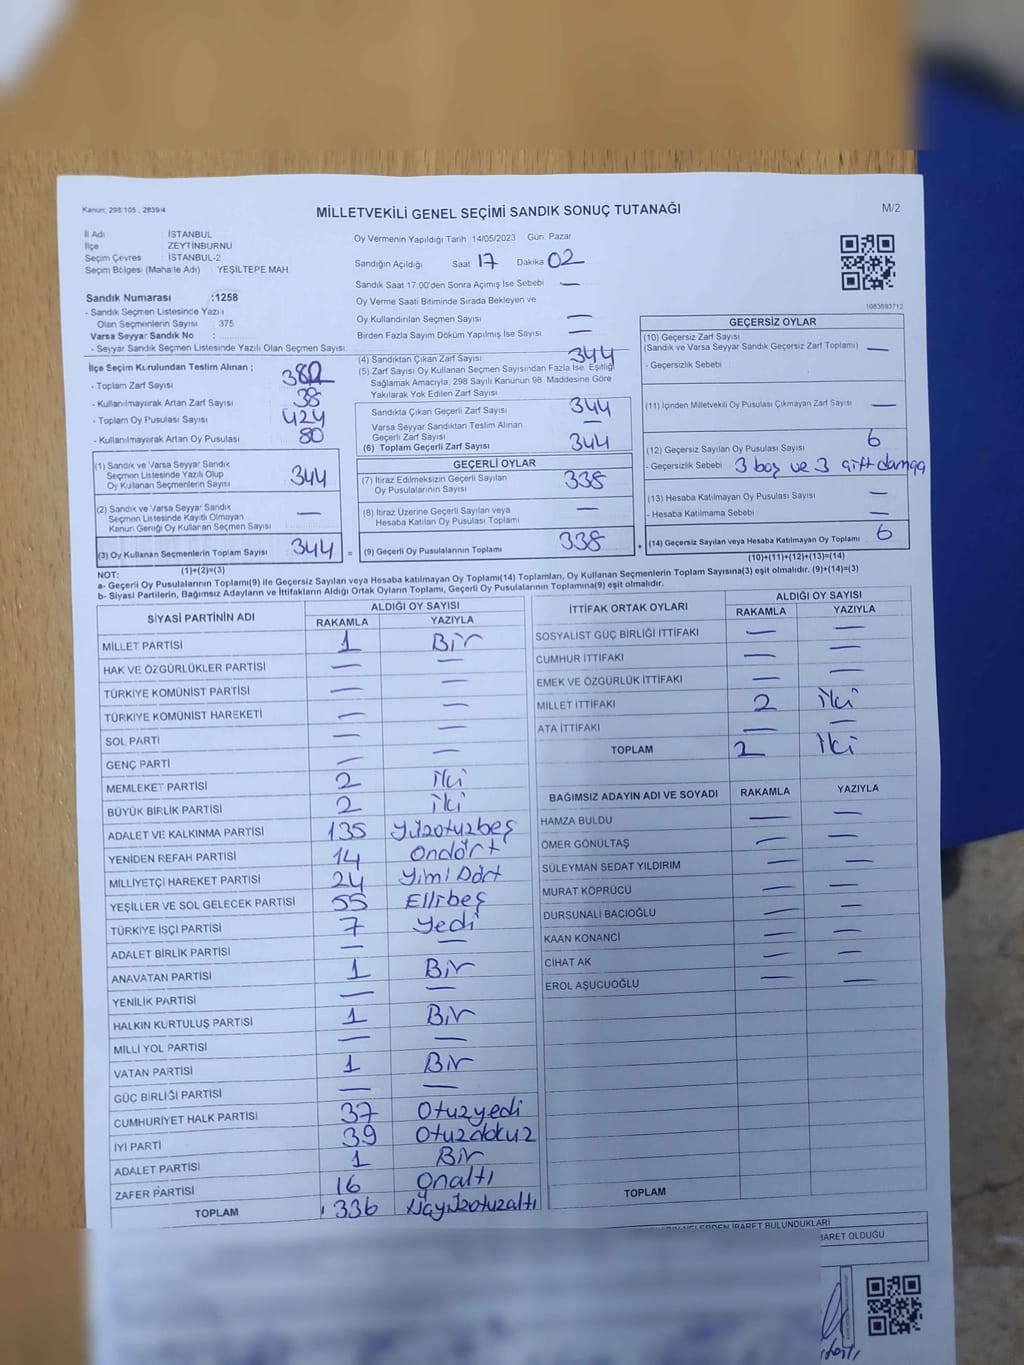 Kanun: 298/105 , 2839/4
MİLLETVEKİLİ GENEL SEÇİMİ SANDIK SONUÇ TUTANAĞI
M/2
İl Adı : İSTANBUL
İlçe : ZEYTİNBURNU
Seçim Çevres : İSTANBUL-2
Seçim Bölgesi (Mahalle Adı) : YEŞİLTEPE MAH.
Sandık Numarası :1258
- Sandık Seçmen Listesinde Yazılı
Olan Seçmenlerin Sayısı : 375
Varsa Seyyar Sandık No :
- Seyyar Sandık Seçmen Listesinde Yazılı Olan Seçmen Sayısı:
Oy Vermenin Yapıldığı Tarih 14/05/2023 Gün: Pazar
Sandığın Açıldığı Saat 17 Dakika 02
Sandık Saat 17:00'den Sonra Açımış İse Sebebi —
Oy Verme Saati Bitiminde Sırada Bekleyen ve
Oy Kullandırılan Seçmen Sayısı —
Birden Fazla Sayım Döküm Yapılmış İse Sayısı —
1083693712
İlçe Seçim Kurulundan Teslim Alınan ;
- Toplam Zarf Sayısı 382
- Kullanılmayarak Artan Zarf Sayısı 38
- Toplam Oy Pusulası Sayısı 424
- Kullanılmayarak Artan Oy Pusulası 80
(4) Sandıktan Çıkan Zarf Sayısı 344
(5) Zarf Sayısı Oy Kullanan Seçmen Sayısından Fazla İse, Eşitliği
Sağlamak Amacıyla, 298 Sayılı Kanunun 98. Maddesine Göre
Yakılarak Yok Edilen Zarf Sayısı —
Sandıkta Çıkan Geçerli Zarf Sayısı 344
Varsa Seyyar Sandıktan Teslim Alınan
Geçerli Zarf Sayısı —
(6) Toplam Geçerli Zarf Sayısı 344
GEÇERSİZ OYLAR
(10) Geçersiz Zarf Sayısı
(Sandık ve Varsa Seyyar Sandık Geçersiz Zarf Toplamı) —
- Geçersizlik Sebebi
(11) İçinden Milletvekili Oy Pusulası Çıkmayan Zarf Sayısı —
(12) Geçersiz Sayılan Oy Pusulası Sayısı 6
- Geçersizlik Sebebi 3 boş ve 3 çift damga
(13) Hesaba Katılmayan Oy Pusulası Sayısı —
- Hesaba Katılmama Sebebi —
(14) Geçersiz Sayılan veya Hesaba Katılmayan Oy Toplamı 6
(10)+(11)+(12)+(13)=(14)
(1) Sandık ve Varsa Seyyar Sandık
Seçmen Listesinde Yazılı Olup
Oy Kullanan Seçmenlerin Sayısı 344
(2) Sandık ve Varsa Seyyar Sandık
Seçmen Listesinde Kayıtlı Olmayan
Kanun Gereği Oy Kullanan Seçmen Sayısı —
(3) Oy Kullanan Seçmenlerin Toplam Sayısı 344 =
(1)+(2)=(3)
GEÇERLİ OYLAR
(7) İtiraz Edilmeksizin Geçerli Sayılan
Oy Pusulalarının Sayısı 338
(8) İtiraz Üzerine Geçerli Sayılan veya
Hesaba Katılan Oy Pusulası Toplamı —
(9) Geçerli Oy Pusulalarının Toplamı 338 +
NOT:
a- Geçerli Oy Pusulalarının Toplamı(9) ile Geçersiz Sayılan veya Hesaba katılmayan Oy Toplamı(14) Toplamları, Oy Kullanan Seçmenlerin Toplam Sayısına(3) eşit olmalıdır. (9)+(14)=(3)
b- Siyasi Partilerin, Bağımsız Adayların ve İttifakların Aldığı Ortak Oyların Toplamı, Geçerli Oy Pusulalarının Toplamına(9) eşit olmalıdır.
SİYASİ PARTİNİN ADI ALDIĞI OY SAYISI
RAKAMLA YAZIYLA
MİLLET PARTİSİ 1 Bir
HAK VE ÖZGÜRLÜKLER PARTİSİ — —
TÜRKİYE KOMÜNİST PARTİSİ — —
TÜRKİYE KOMÜNİST HAREKETİ — —
SOL PARTİ — —
GENÇ PARTİ — —
MEMLEKET PARTİSİ 2 İki
BÜYÜK BİRLİK PARTİSİ 2 iki
ADALET VE KALKINMA PARTİSİ 135 Yüzotuzbeş
YENİDEN REFAH PARTİSİ 14 Ondört
MİLLİYETÇİ HAREKET PARTİSİ 24 Yimi Dört
YEŞİLLER VE SOL GELECEK PARTİSİ 55 Ellibeş
TÜRKİYE İŞÇİ PARTİSİ 7 Yedi
ADALET BİRLİK PARTİSİ — —
ANAVATAN PARTİSİ 1 Bir
YENİLİK PARTİSİ — —
HALKIN KURTULUŞ PARTİSİ 1 Bir
MİLLİ YOL PARTİSİ — —
VATAN PARTİSİ 1 Bir
GÜÇ BİRLİĞİ PARTİSİ — —
CUMHURİYET HALK PARTİSİ 37 Otuzyedi
İYİ PARTİ 39 Otuzdokuz
ADALET PARTİSİ 1 Bir
ZAFER PARTİSİ 16 Onaltı
TOPLAM 336
İTTİFAK ORTAK OYLARI ALDIĞI OY SAYISI
RAKAMLA YAZIYLA
SOSYALIST GÜÇ BİRLİĞİ İTTİFAKI — —
CUMHUR İTTİFAKI — —
EMEK VE ÖZGÜRLÜK İTTİFAKI — —
MİLLET İTTİFAKI 2 İki
ATA İTTİFAKI — —
TOPLAM 2 İki
BAĞIMSIZ ADAYIN ADI VE SOYADI RAKAMLA YAZIYLA
HAMZA BULDU — —
ÖMER GÖNÜLTAŞ — —
SÜLEYMAN SEDAT YILDIRIM — —
MURAT KÖPRÜCÜ — —
DURSUNALİ BACIOĞLU — —
KAAN KONANCİ — —
CİHAT AK — —
EROL AŞUCUOĞLU — —
TOPLAM
İBARET BULUNDUKLARI
BARET OLDUĞU